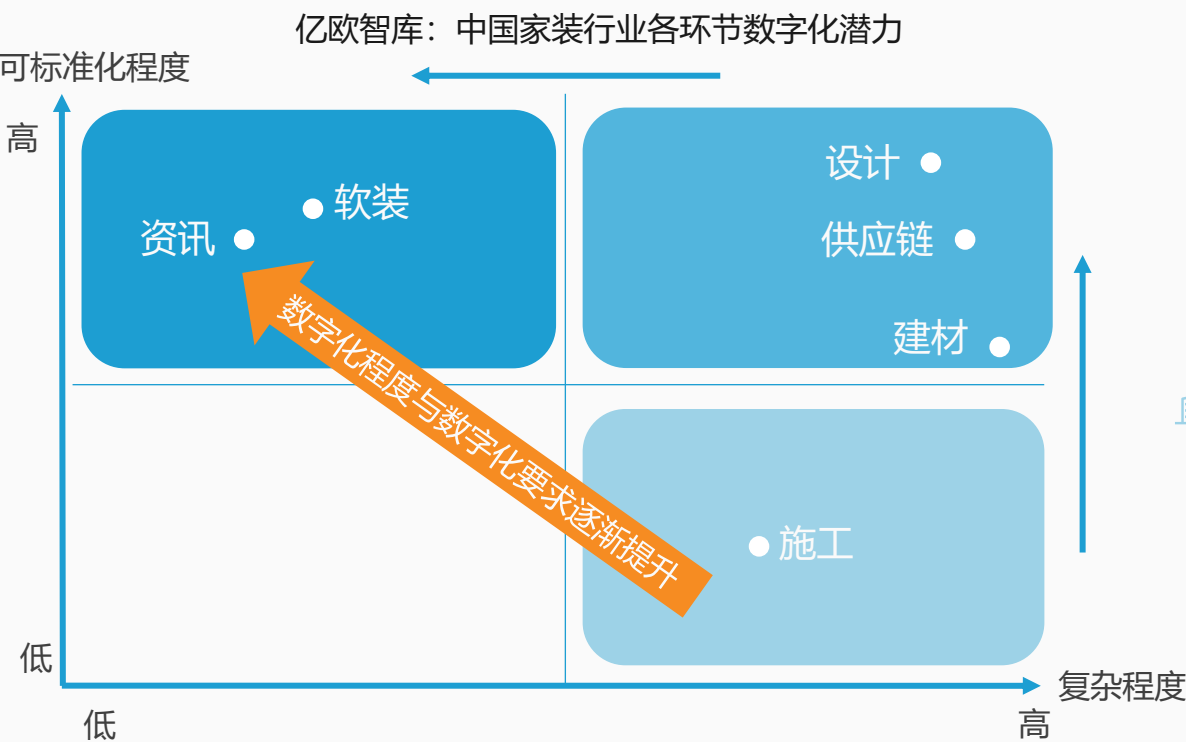 亿欧智库：中国家装行业各环节数字化潜力
可标准化程度
高
设计
软装
资讯
供应链
数字化程度与数字化要求逐渐提升
建材
施工
低
复杂程度
低
高